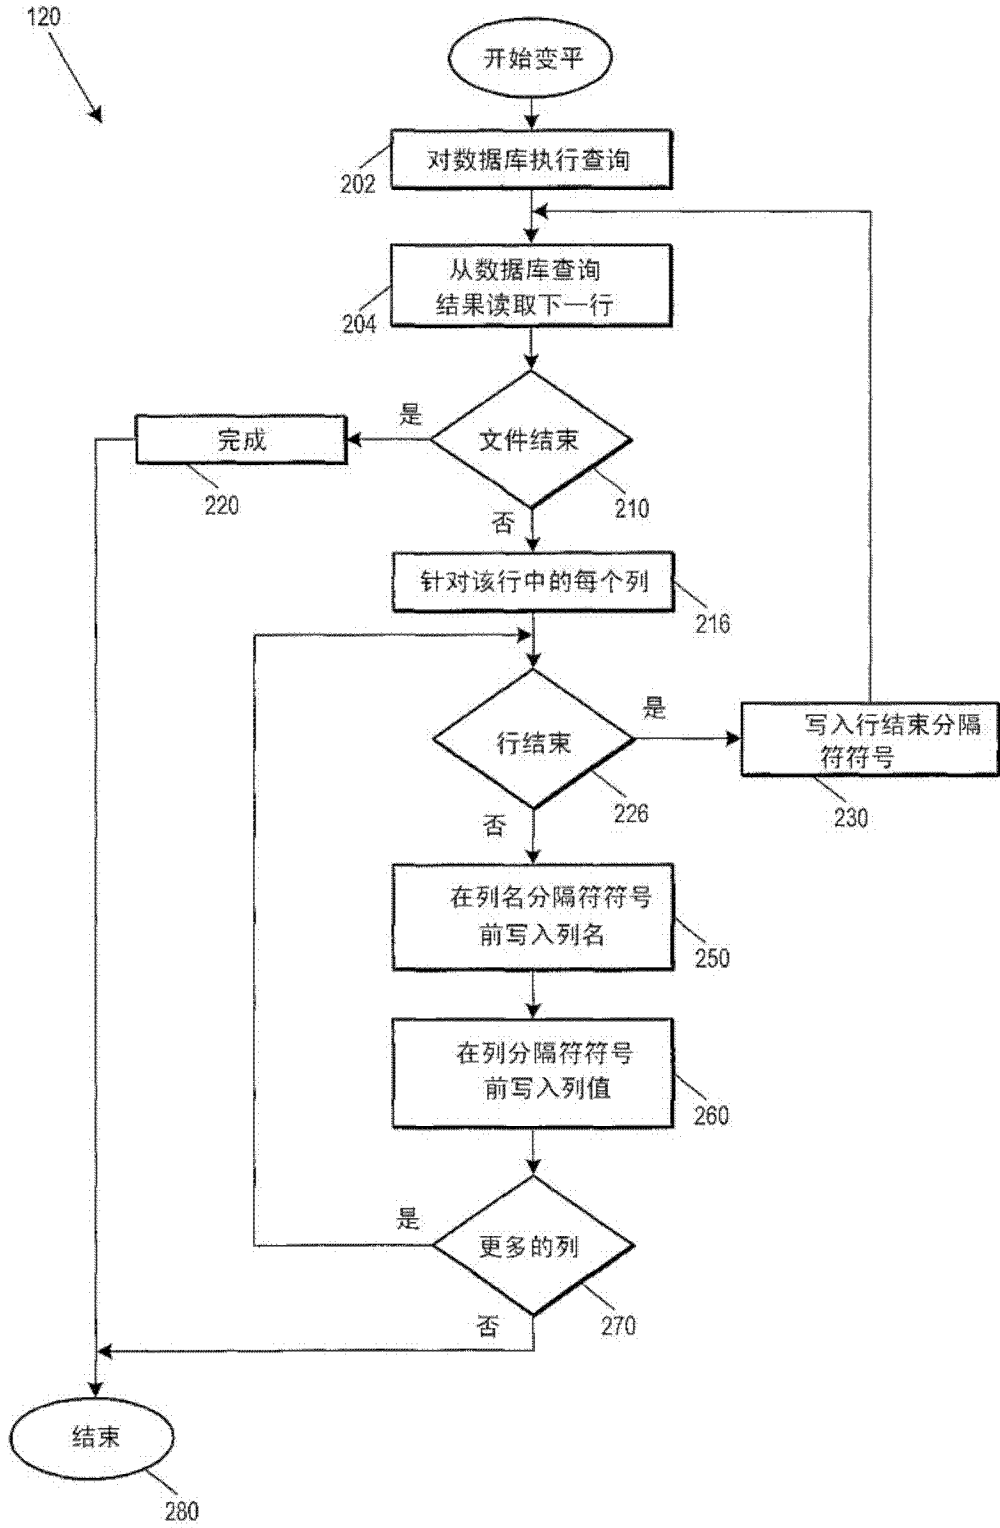 120
开始变平
对数据库执行查询
202
从数据库查询
结果读取下一行
204
是
完成
文件结束
220
210
否
针对该行中的每个列
216
是
行结束
写入行结束分隔
符符号
226
230
否
在列名分隔符符号
前写入列名
250
在列分隔符符号
前写入列值
260
是
更多的列
270
否
结束
280